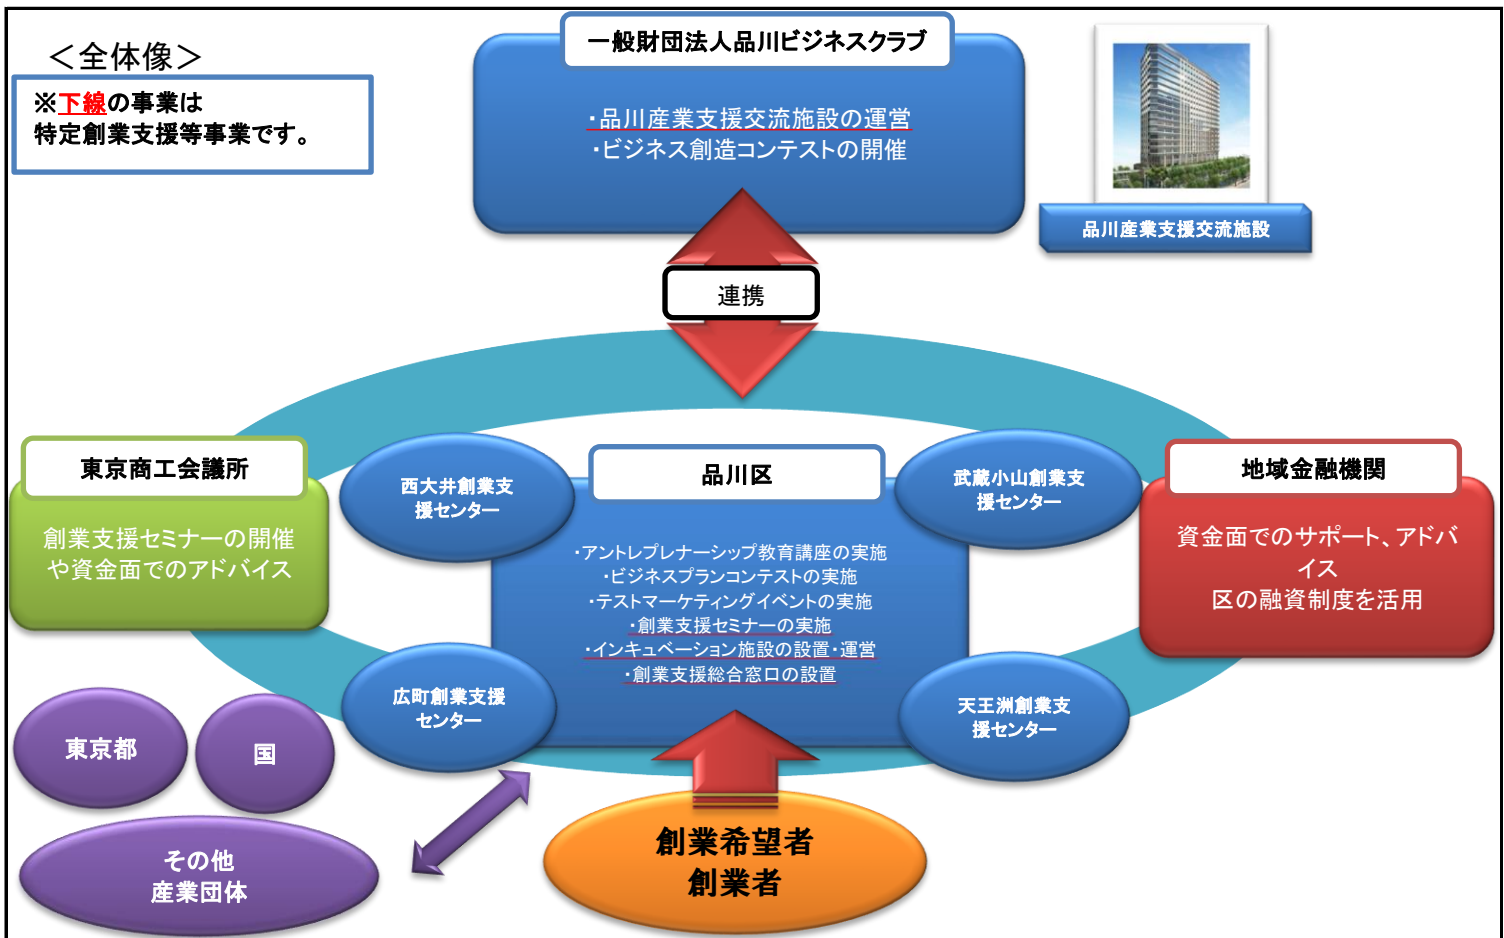 ＜全体像＞
※下線の事業は
特定創業支援等事業です。
一般財団法人品川ビジネスクラブ
・品川産業支援交流施設の運営
・ビジネス創造コンテストの開催
品川産業支援交流施設
連携
東京商工会議所
創業支援セミナーの開催
や資金面でのアドバイス
西大井創業支
援センター
品川区
・アントレプレナーシップ教育講座の実施
・ビジネスプランコンテストの実施
・テストマーケティングイベントの実施
・創業支援セミナーの実施
・インキュベーション施設の設置・運営
・創業支援総合窓口の設置
武蔵小山創業支
援センター
地域金融機関
資金面でのサポート、アドバ
イス
区の融資制度を活用
広町創業支援
センター
天王洲創業支
援センター
東京都
国
その他
産業団体
創業希望者
創業者